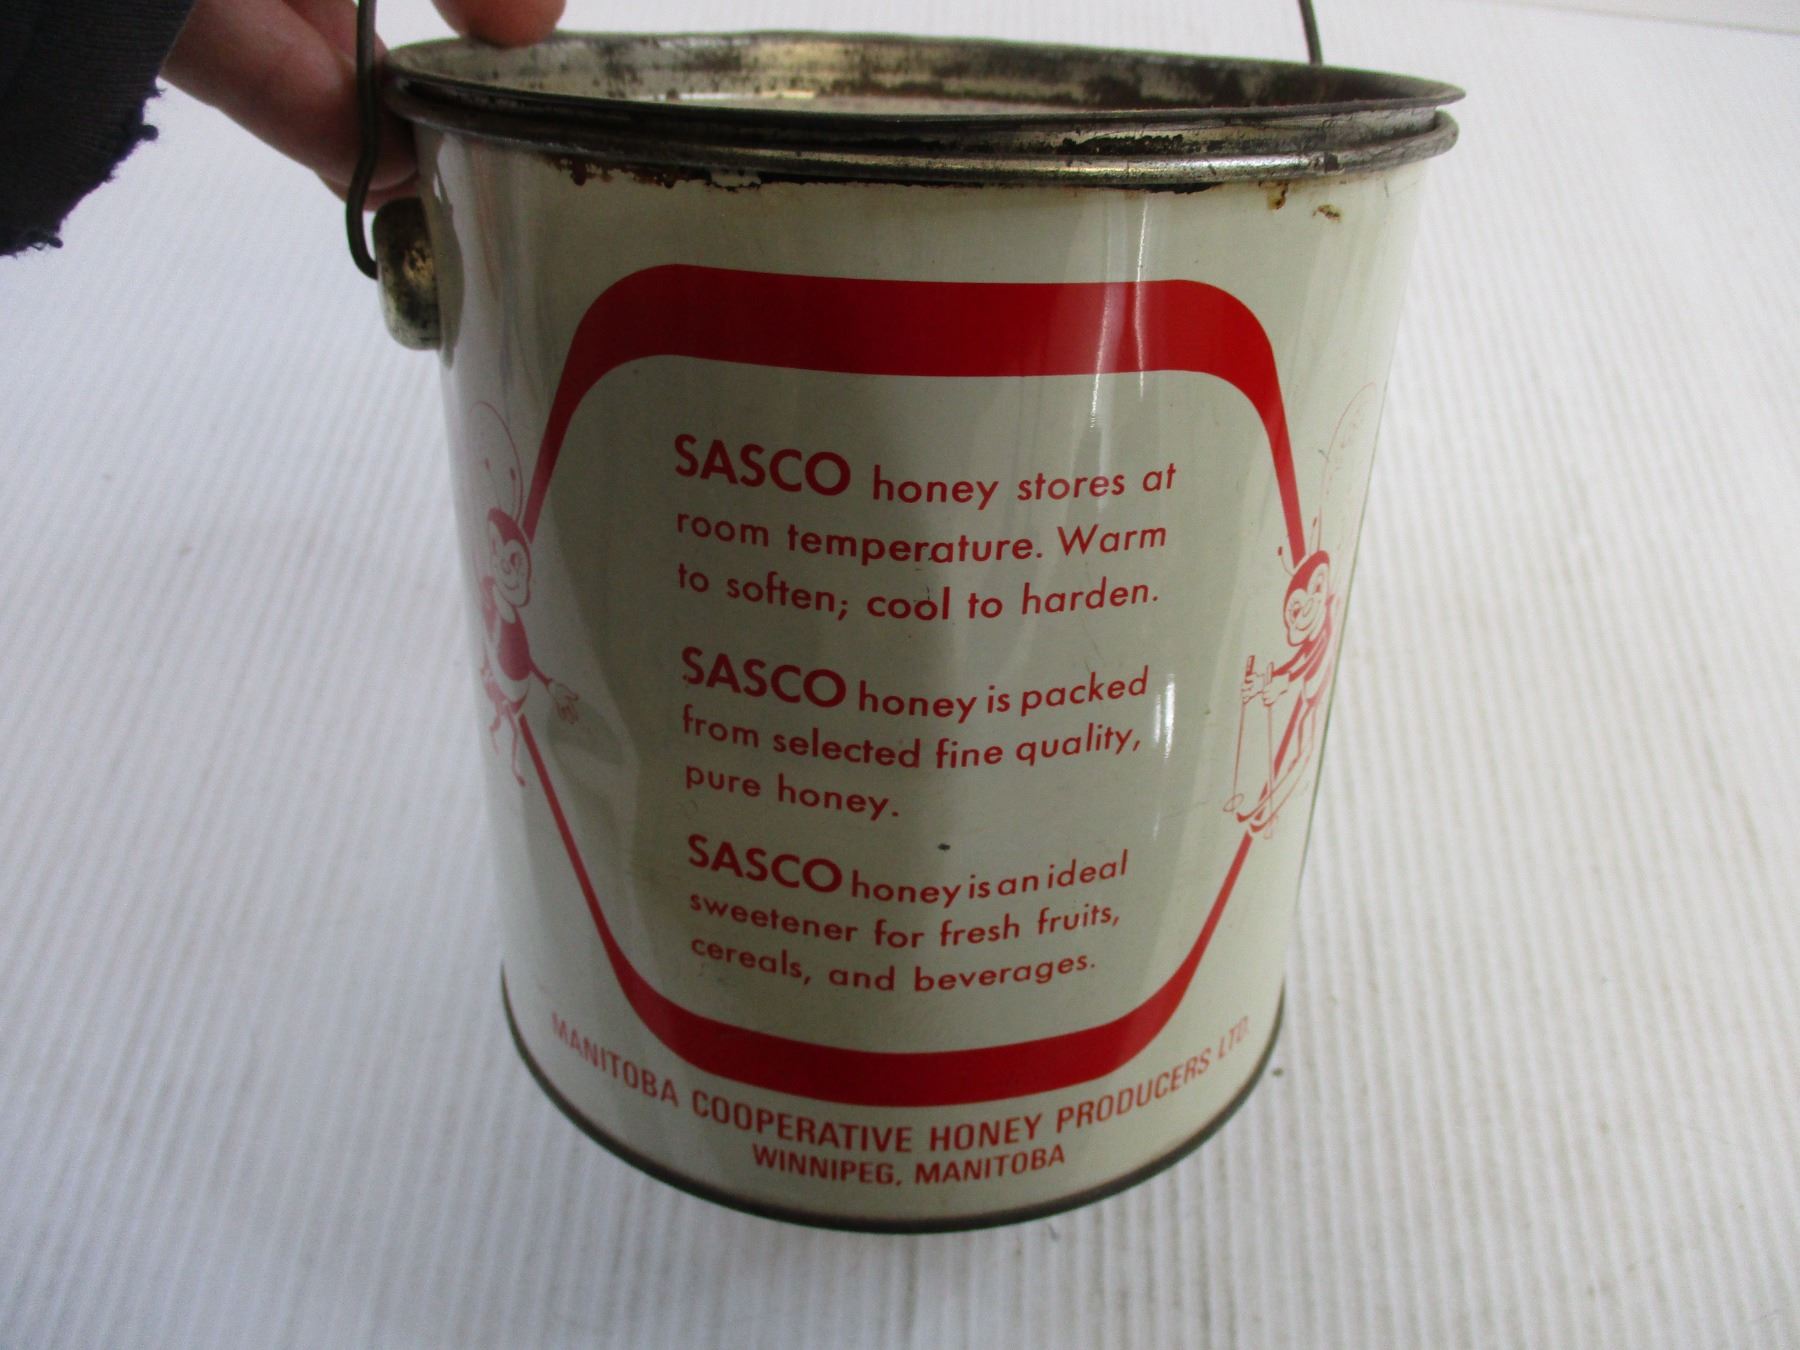 SASCO honey stores at
room temperature. Warm
to soften; cool to harden.
SASCO honey is packed
from selected fine quality,
pure honey.
SASCO honey is an ideal
sweetener for fresh fruits,
cereals, and beverages.
MANITOBA COOPERATIVE HONEY PRODUCERS LTD.
WINNIPEG, MANITOBA